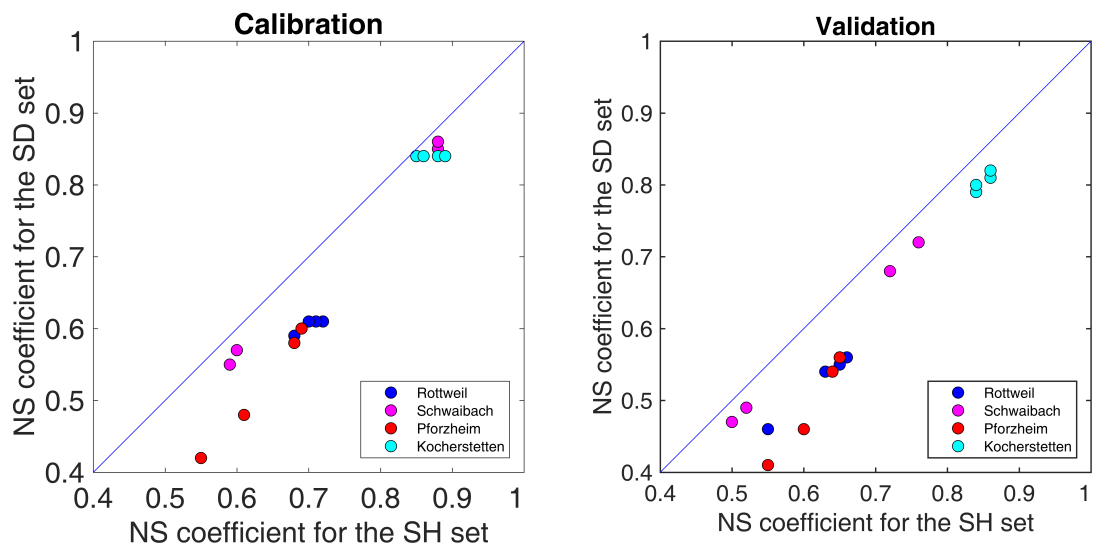 Calibration
NS coefficient for the SD set
1
0.9
0.8
0.7
0.6
0.5
0.4
0.4 0.5 0.6 0.7 0.8 0.9 1
NS coefficient for the SH set
Rottweil
Schwaibach
Pforzheim
Kocherstetten
Validation
NS coefficient for the SD set
1
0.9
0.8
0.7
0.6
0.5
0.4
0.4 0.5 0.6 0.7 0.8 0.9 1
NS coefficient for the SH set
Rottweil
Schwaibach
Pforzheim
Kocherstetten